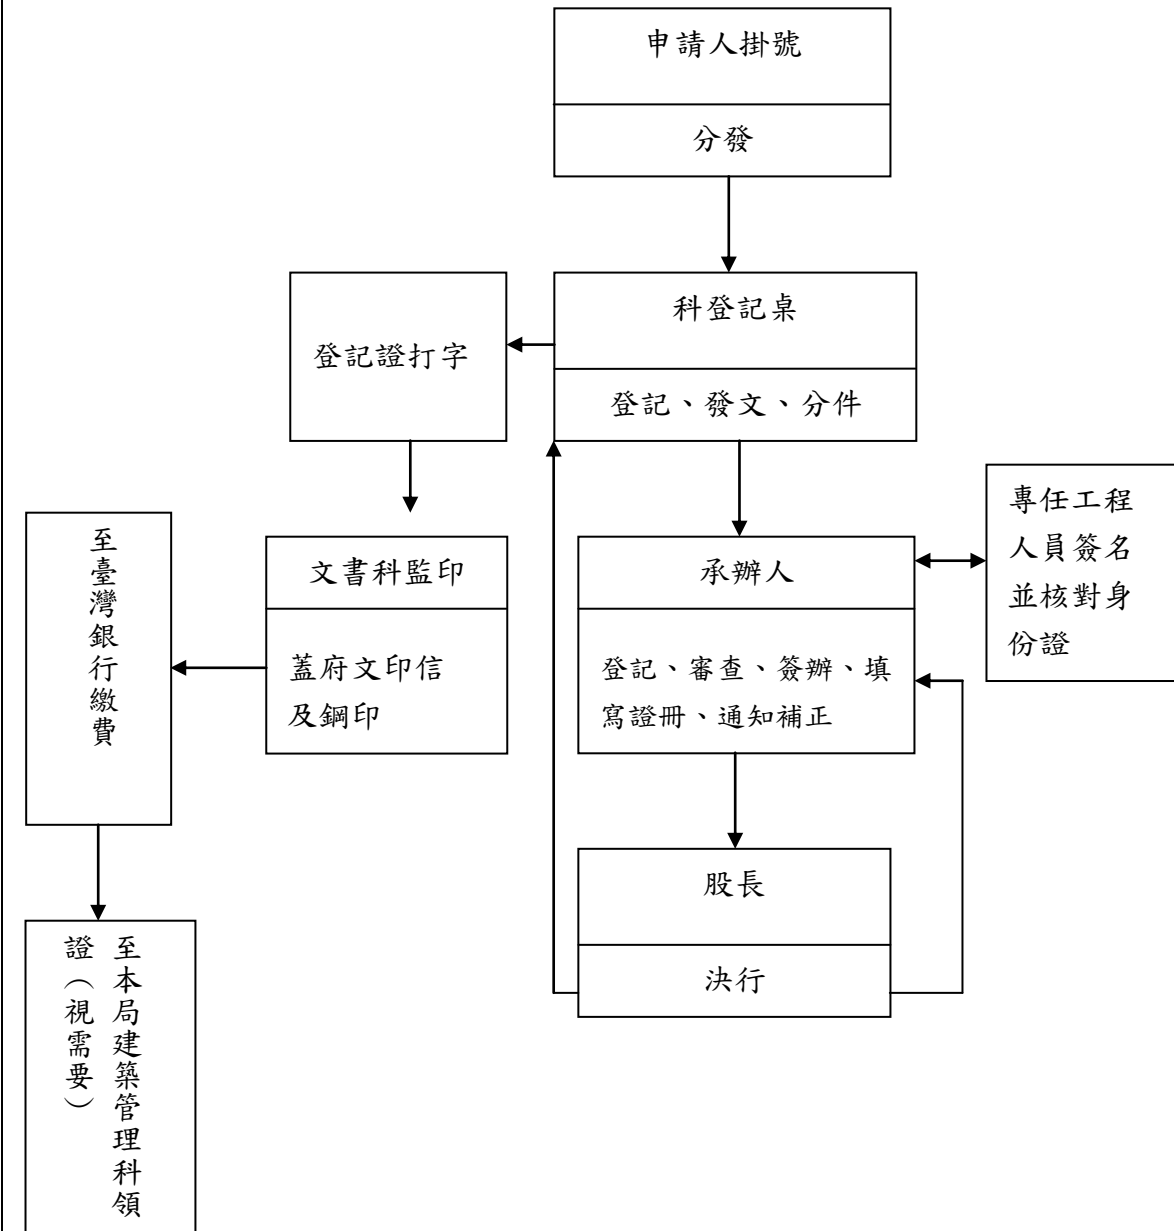 申請人掛號
分發
科登記桌
登記、發文、分件
登記證打字
專任工程
人員簽名
並核對身
份證
承辦人
登記、審查、簽辦、填
寫證冊、通知補正
文書科監印
蓋府文印信
及鋼印
至臺灣銀行繳費
股長
決行
至本局建築管理科領
證（視需要）